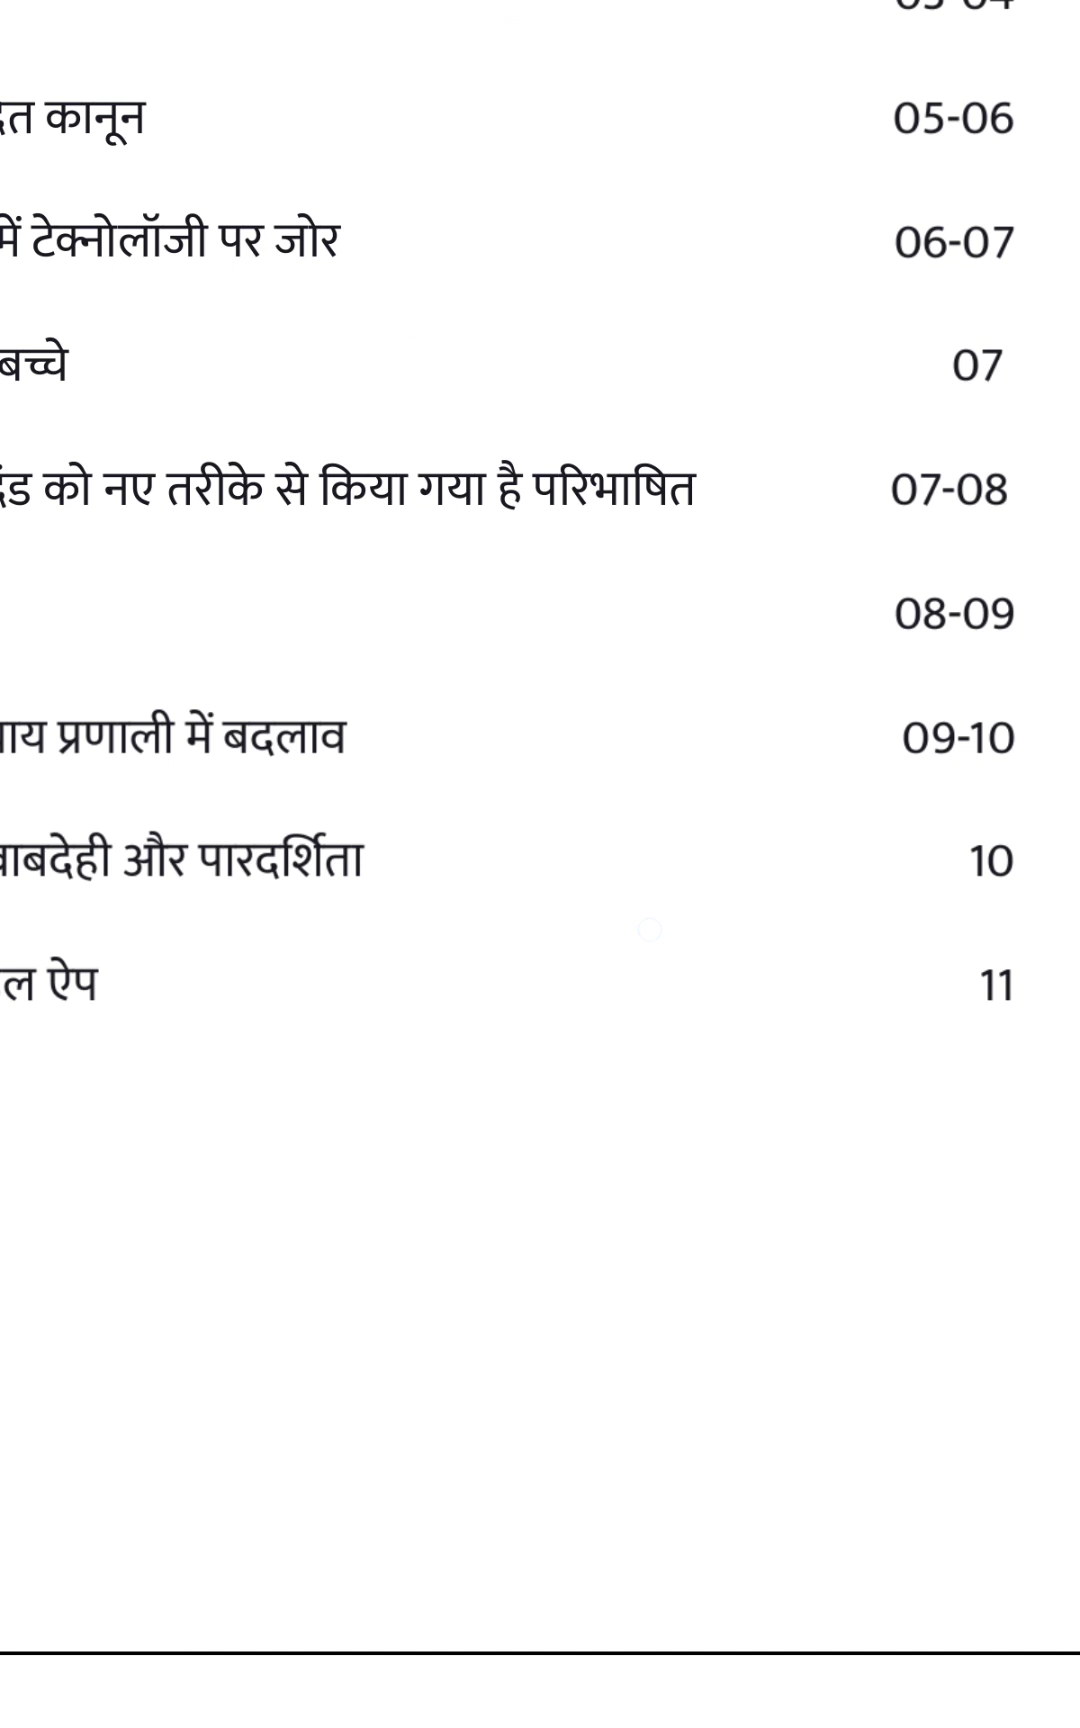 कानून 05-06
में टेक्नोलॉजी पर जोर 06-07
बच्चे 07
को नए तरीके से किया गया है परिभाषित 07-08
08-09
प्रणाली में बदलाव 09-10
और पारदर्शिता 10
ऐप 11